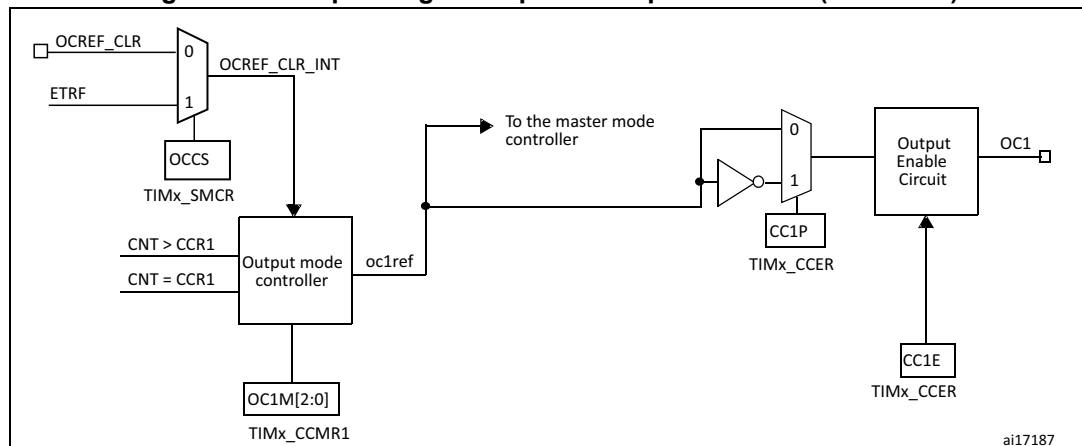 OCREF_CLR
0
OCREF_CLR_INT
ETRF
1
OCCS
TIMx_SMCR
To the master mode
controller
0
1
CC1P
TIMx_CCER
Output
Enable
Circuit
OC1
CNT > CCR1
CNT = CCR1
Output mode
controller
oc1ref
OC1M[2:0]
TIMx_CCMR1
CC1E
TIMx_CCER
ai17187